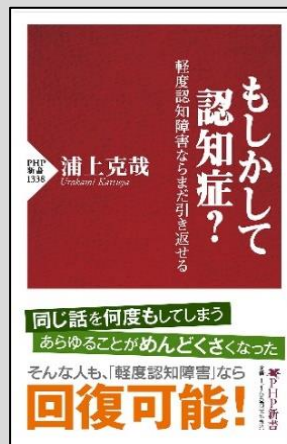 もしかして
認知症？
軽度認知障害ならまだ引き返せる
PHP
新書
1338
浦上克哉
Urakami Katsuya
同じ話を何度もしてしまう
あらゆることがめんどくさくなった
そんな人も、「軽度認知障害」なら
回復可能!
PHP新書